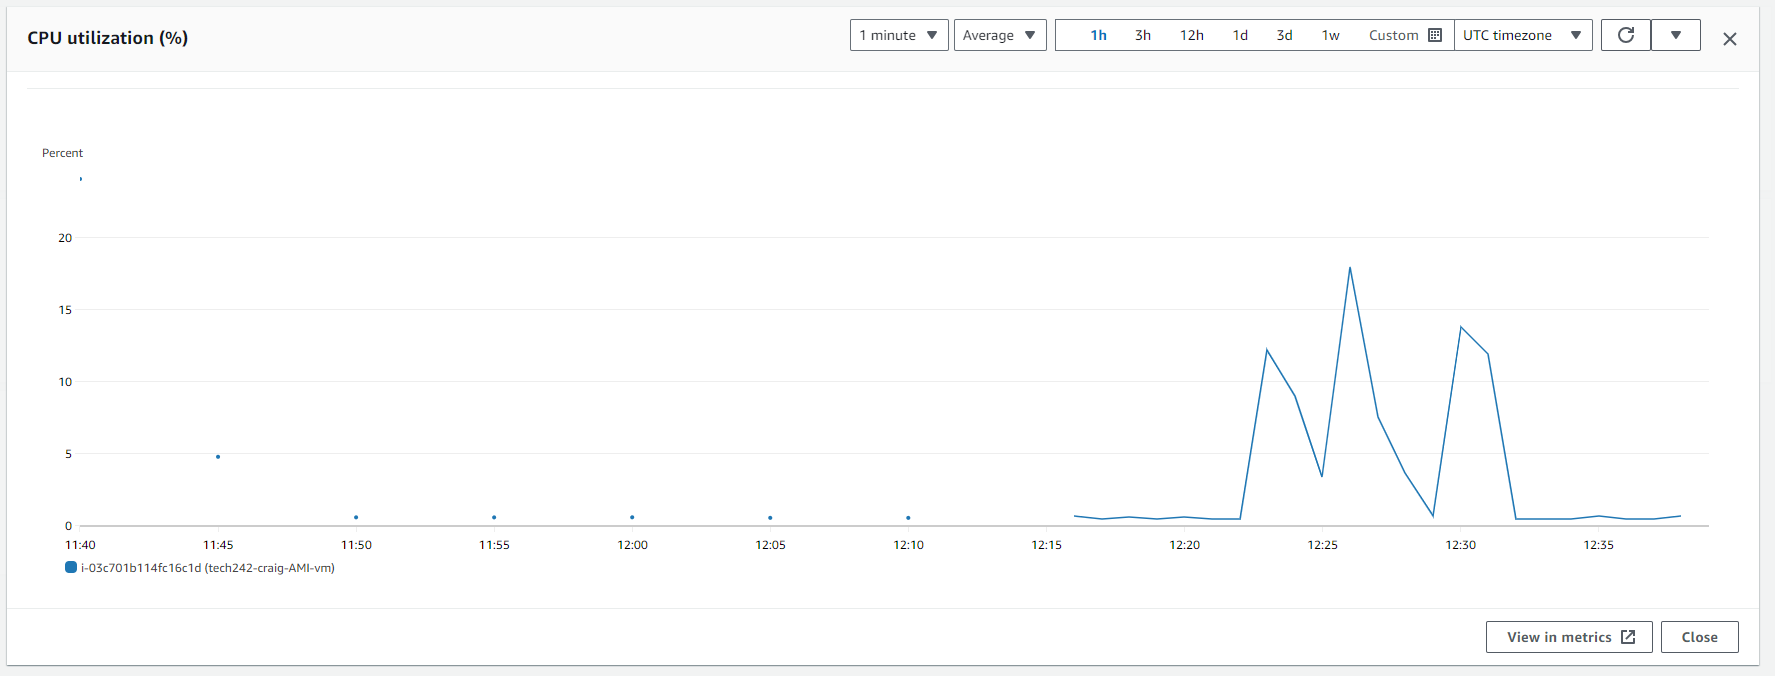 CPU utilization (%)
1 minute Average 1h 3h 12h 1d 3d 1w Custom UTC timezone
Percent
20
15
10
5
0
11:40 11:45 11:50 11:55 12:00 12:05 12:10 12:15 12:20 12:25 12:30 12:35
i-03c701b114fc16c1d (tech242-craig-AMI-vm)
View in metrics Close